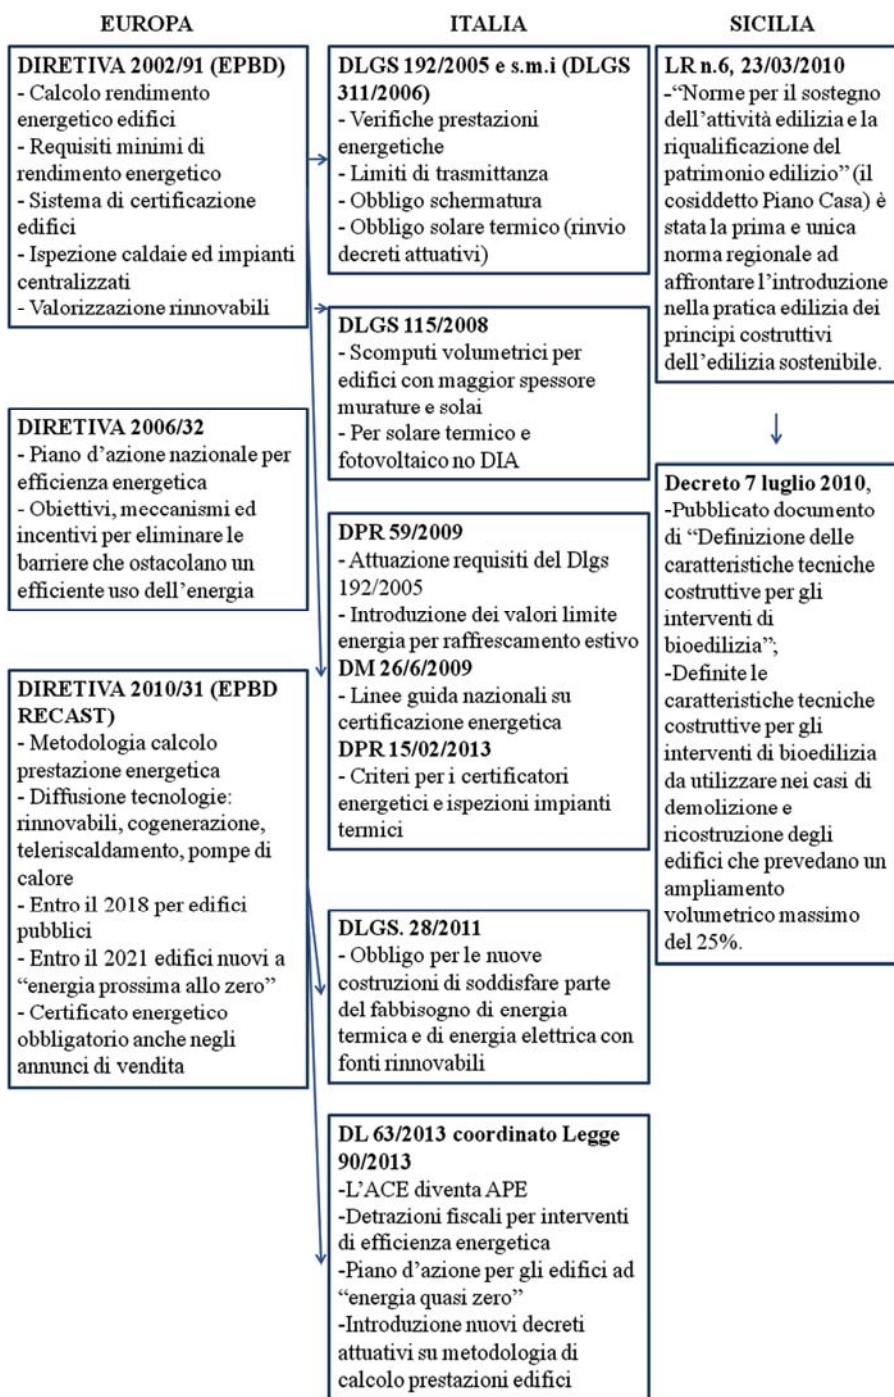 EUROPA
DIRETIVA 2002/91 (EPBD)
- Calcolo rendimento
energetico edifici
- Requisiti minimi di
rendimento energetico
- Sistema di certificazione
edifici
- Ispezione caldaie ed impianti
centralizzati
- Valorizzazione rinnovabili
DIRETIVA 2006/32
- Piano d’azione nazionale per
efficienza energetica
- Obiettivi, meccanismi ed
incentivi per eliminare le
barriere che ostacolano un
efficiente uso dell’energia
DIRETIVA 2010/31 (EPBD
RECAST)
- Metodologia calcolo
prestazione energetica
- Diffusione tecnologie:
rinnovabili, cogenerazione,
teleriscaldamento, pompe di
calore
- Entro il 2018 per edifici
pubblici
- Entro il 2021 edifici nuovi a
“energia prossima allo zero”
- Certificato energetico
obbligatorio anche negli
annunci di vendita
ITALIA
DLGS 192/2005 e s.m.i (DLGS
311/2006)
- Verifiche prestazioni
energetiche
- Limiti di trasmittanza
- Obbligo schermatura
- Obbligo solare termico (rinvio
decreti attuativi)
DLGS 115/2008
- Scomputi volumetrici per
edifici con maggior spessore
murature e solai
- Per solare termico e
fotovoltaico no DIA
DPR 59/2009
- Attuazione requisiti del Dlgs
192/2005
- Introduzione dei valori limite
energia per raffrescamento estivo
DM 26/6/2009
- Linee guida nazionali su
certificazione energetica
DPR 15/02/2013
- Criteri per i certificatori
energetici e ispezioni impianti
termici
DLGS. 28/2011
- Obbligo per le nuove
costruzioni di soddisfare parte
del fabbisogno di energia
termica e di energia elettrica con
fonti rinnovabili
DL 63/2013 coordinato Legge
90/2013
-L’ACE diventa APE
-Detrazioni fiscali per interventi
di efficienza energetica
-Piano d’azione per gli edifici ad
“energia quasi zero”
-Introduzione nuovi decreti
attuativi su metodologia di
calcolo prestazioni edifici
SICILIA
LR n.6, 23/03/2010
-“Norme per il sostegno
dell’attività edilizia e la
riqualificazione del
patrimonio edilizio” (il
cosiddetto Piano Casa) è
stata la prima e unica
norma regionale ad
affrontare l’introduzione
nella pratica edilizia dei
principi costruttivi
dell’edilizia sostenibile.
Decreto 7 luglio 2010,
-Pubblicato documento
di “Definizione delle
caratteristiche tecniche
costruttive per gli
interventi di
bioedilizia”;
-Definite le
caratteristiche tecniche
costruttive per gli
interventi di bioedilizia
da utilizzare nei casi di
demolizione e
ricostruzione degli
edifici che prevedano un
ampliamento
volumetrico massimo
del 25%.